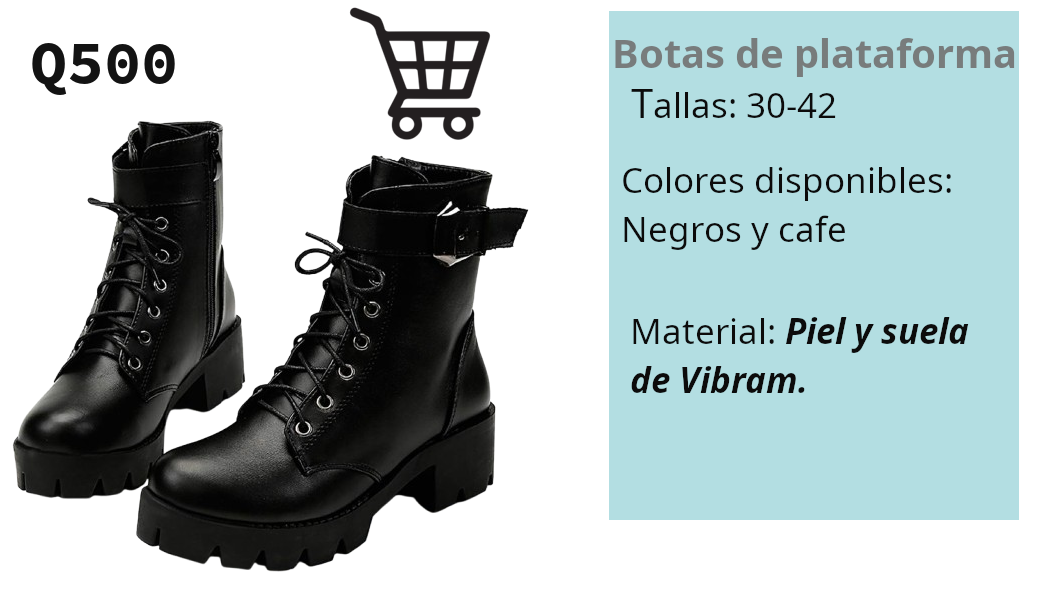 Q500
Botas de plataforma
Tallas: 30-42
Colores disponibles:
Negros y cafe
Material: Piel y suela
de Vibram.